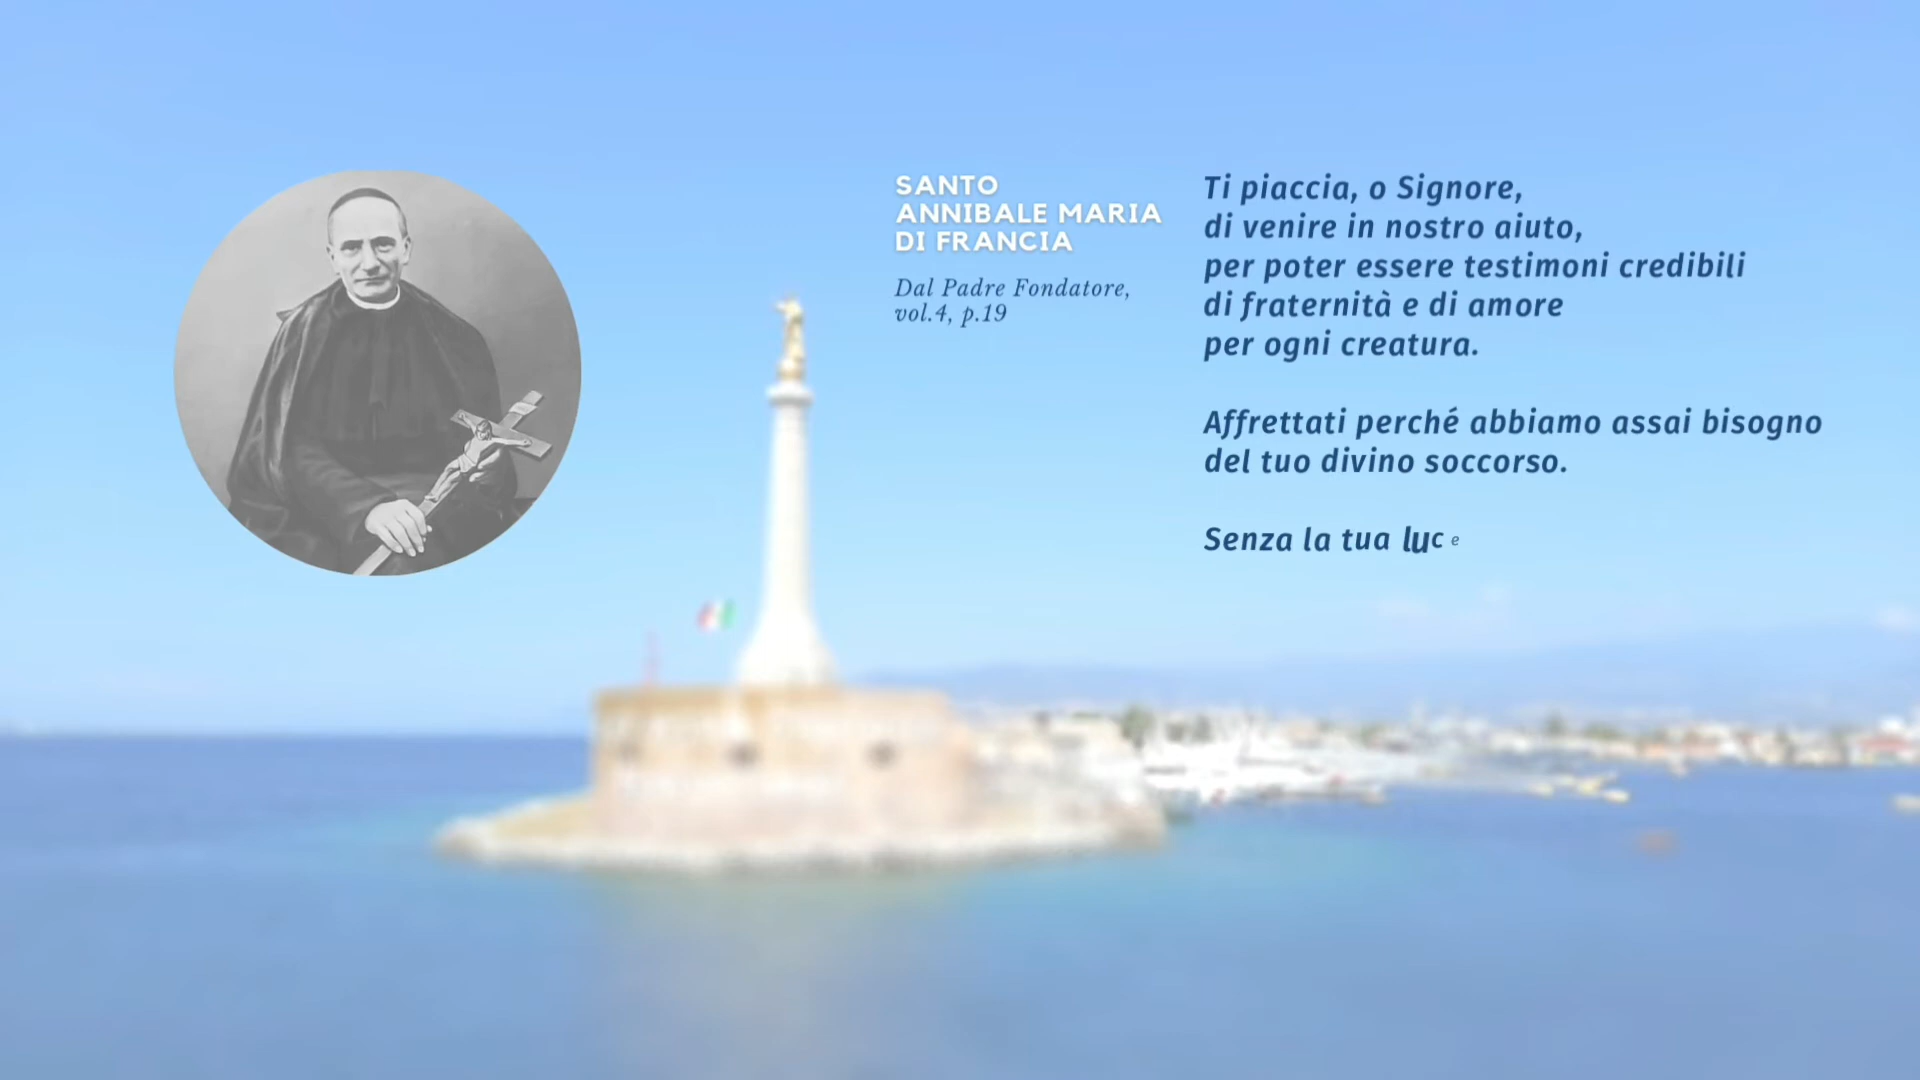 SANTO
ANNIBALE MARIA
DI FRANCIA
Dal Padre Fondatore,
vol.4, p.19
Ti piaccia, o Signore,
di venire in nostro aiuto,
per poter essere testimoni credibili
di fraternità e di amore
per ogni creatura.
Affrettati perché abbiamo assai bisogno
del tuo divino soccorso.
Senza la tua luce